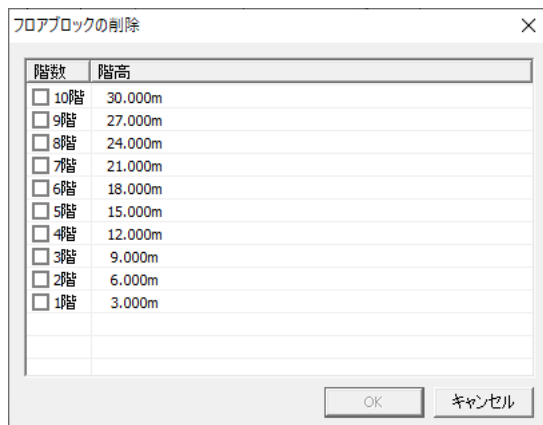 フロアブロックの削除
階数 階高
10階 30.000m
9階 27.000m
8階 24.000m
7階 21.000m
6階 18.000m
5階 15.000m
4階 12.000m
3階 9.000m
2階 6.000m
1階 3.000m
OK キャンセル